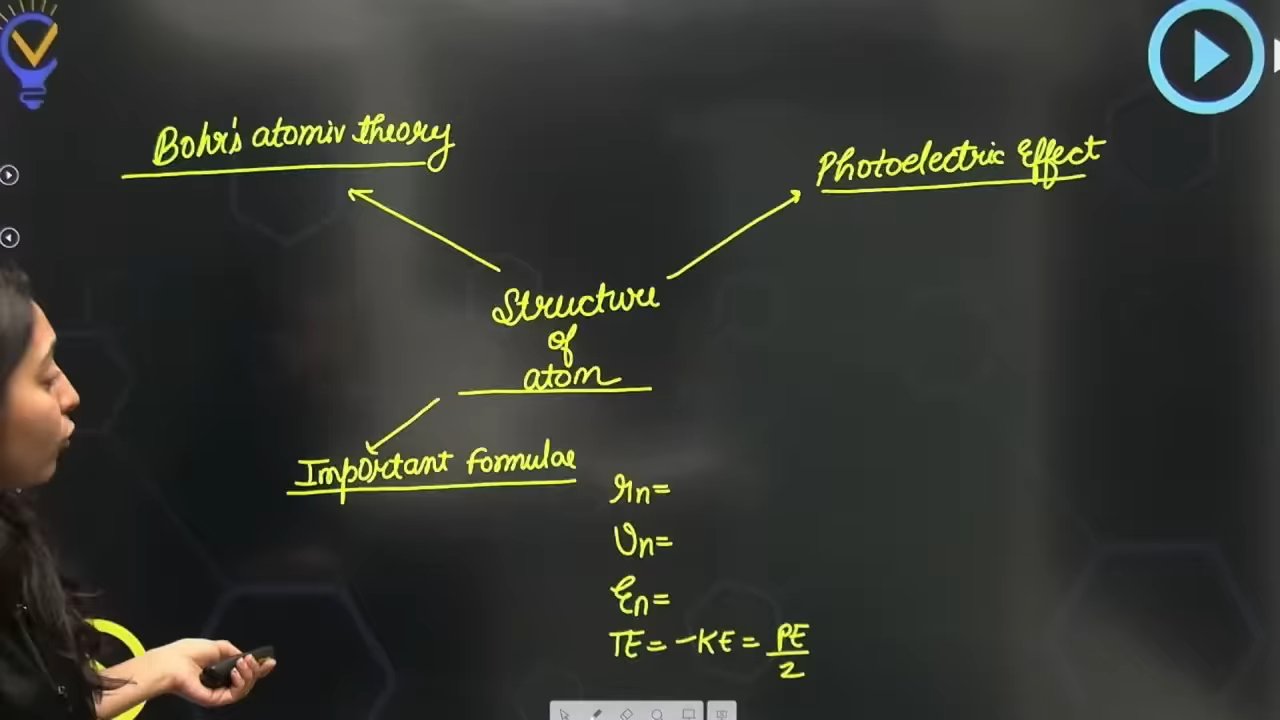 Bohr's atomiv theory
Photoelectric Effect
Structure
of
atom
Important formulae
rn=
vn=
En=
TE = -KE = PE/2